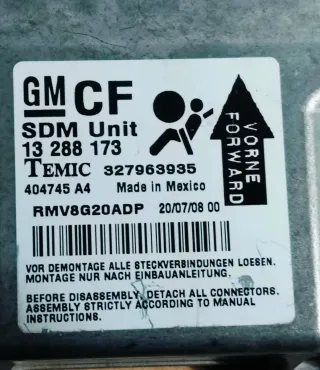 GM CF
SDM Unit
13 288 173
TEMIC 327963935
404745 A4 Made in Mexico
RMV8G20ADP 20/07/08 00
VORNE
FORWARD
VOR DEMONTAGE ALLE STECKVERBINDUNGEN LOESEN.
MONTAGE NUR NACH EINBAUANLEITUNG.
BEFORE DISASSEMBLY, DETACH ALL CONNECTORS.
ASSEMBLY STRICTLY ACCORDING TO MANUAL
INSTRUCTIONS.